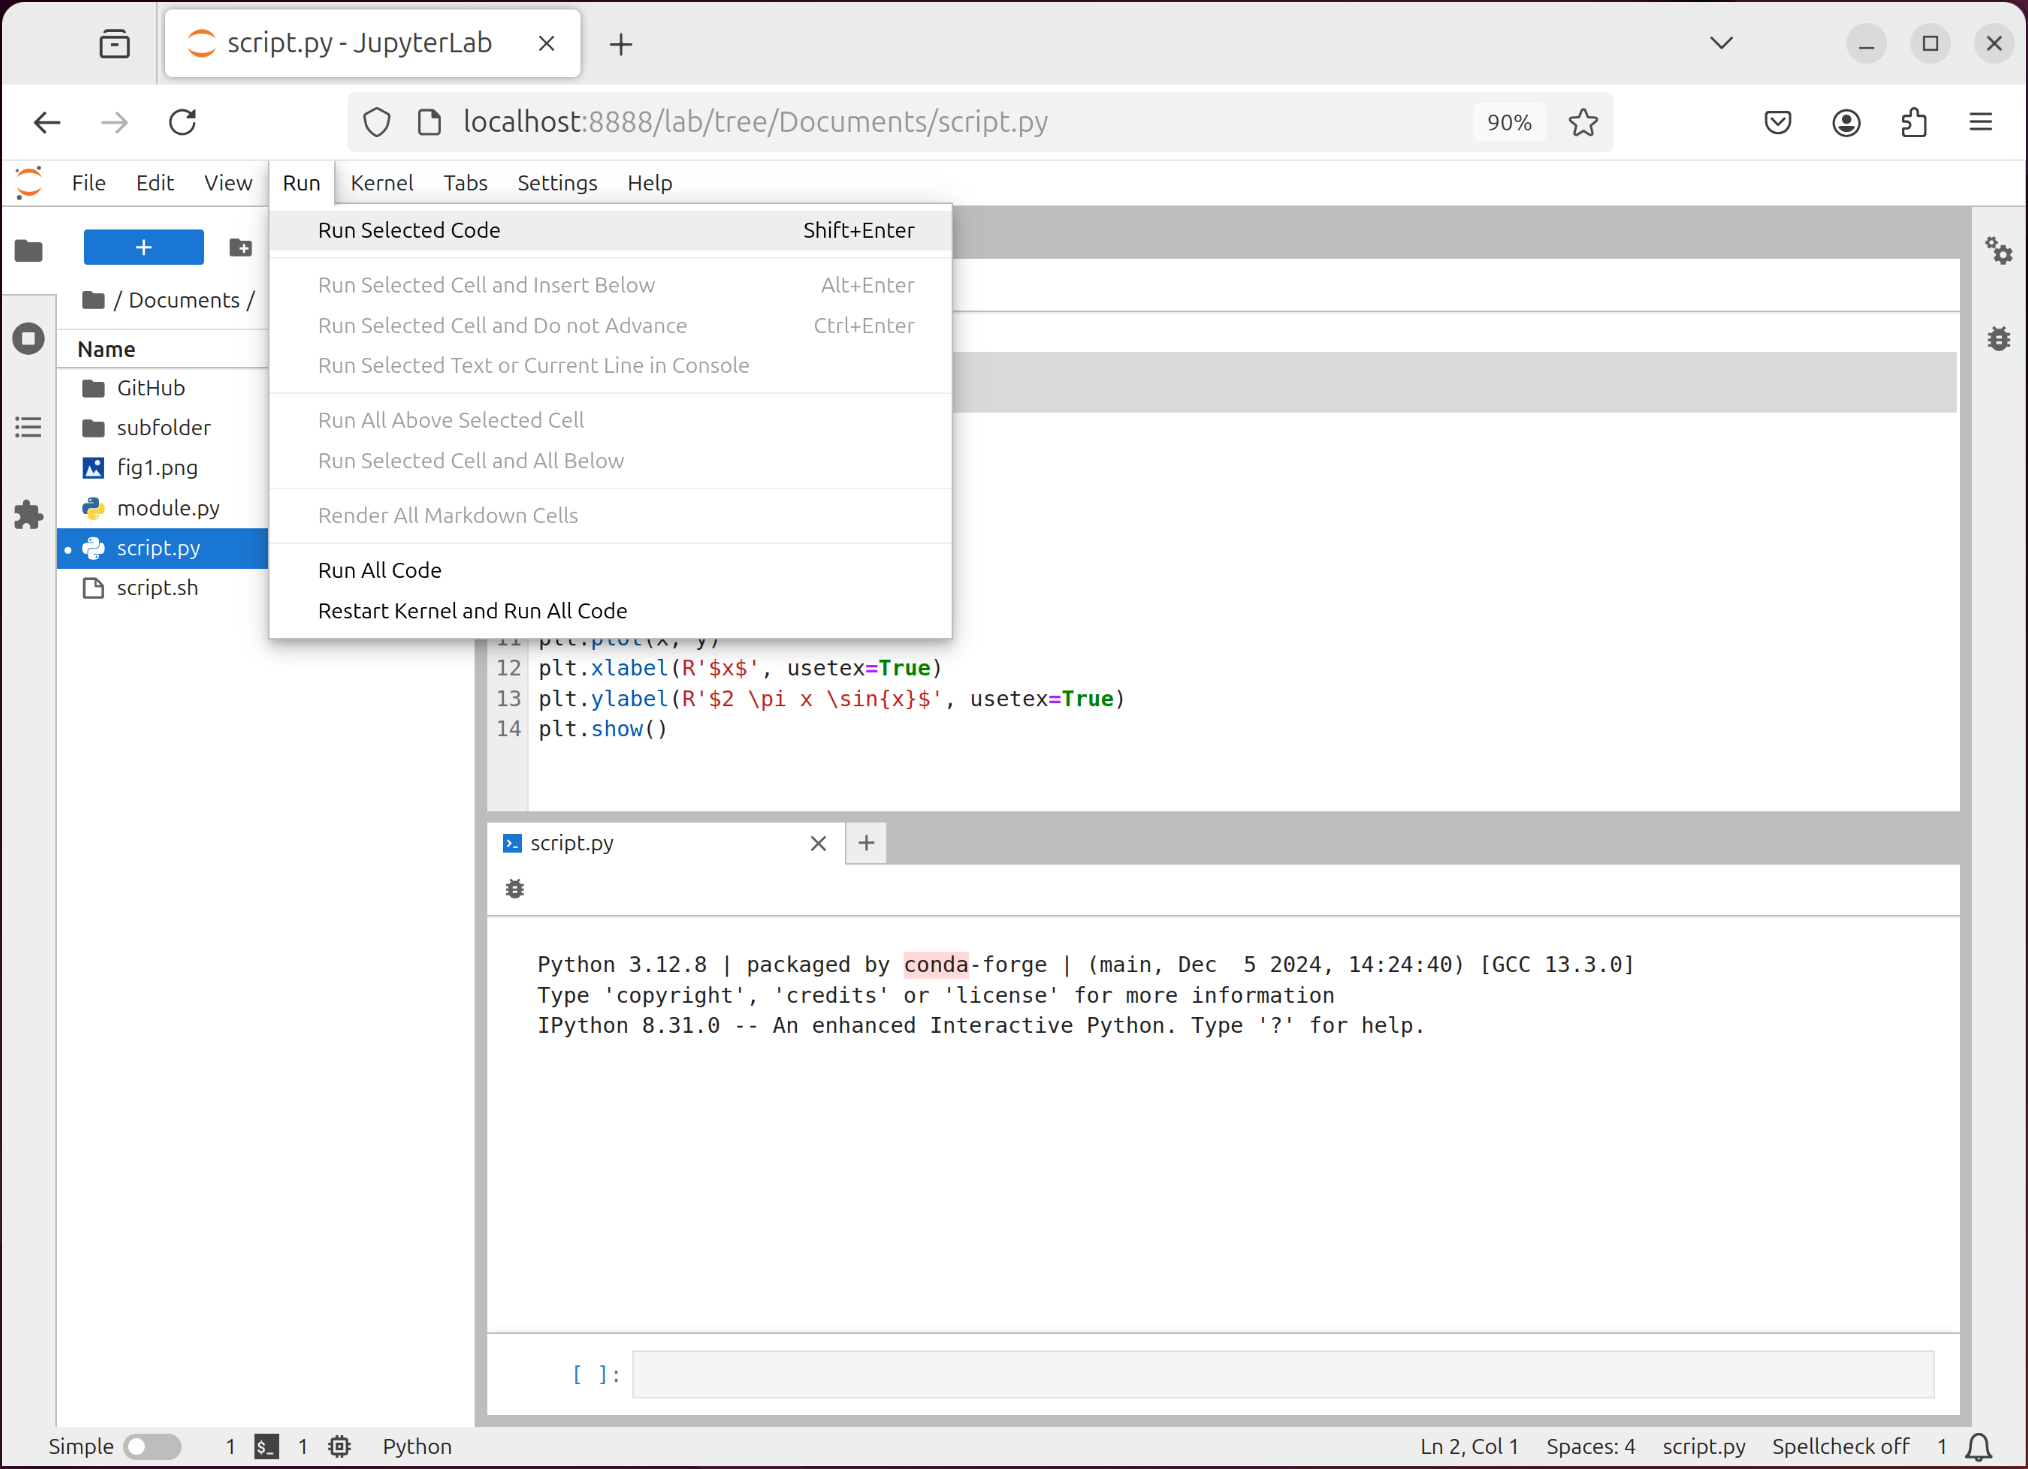 script.py - JupyterLab
localhost:8888/lab/tree/Documents/script.py 90%
File Edit View Run Kernel Tabs Settings Help
Run Selected Code Shift+Enter
Run Selected Cell and Insert Below Alt+Enter
Run Selected Cell and Do not Advance Ctrl+Enter
Run Selected Text or Current Line in Console
Run All Above Selected Cell
Run Selected Cell and All Below
Render All Markdown Cells
Run All Code
Restart Kernel and Run All Code
/ Documents /
Name
GitHub
subfolder
fig1.png
module.py
script.py
script.sh
11 plt.plot(x, y)
12 plt.xlabel(R'$x$', usetex=True)
13 plt.ylabel(R'$2 \pi x \sin{x}$', usetex=True)
14 plt.show()
script.py
Python 3.12.8 | packaged by conda-forge | (main, Dec  5 2024, 14:24:40) [GCC 13.3.0]
Type 'copyright', 'credits' or 'license' for more information
IPython 8.31.0 -- An enhanced Interactive Python. Type '?' for help.
[ ]:
Simple 1 $_ 1 Python Ln 2, Col 1 Spaces: 4 script.py Spellcheck off 1